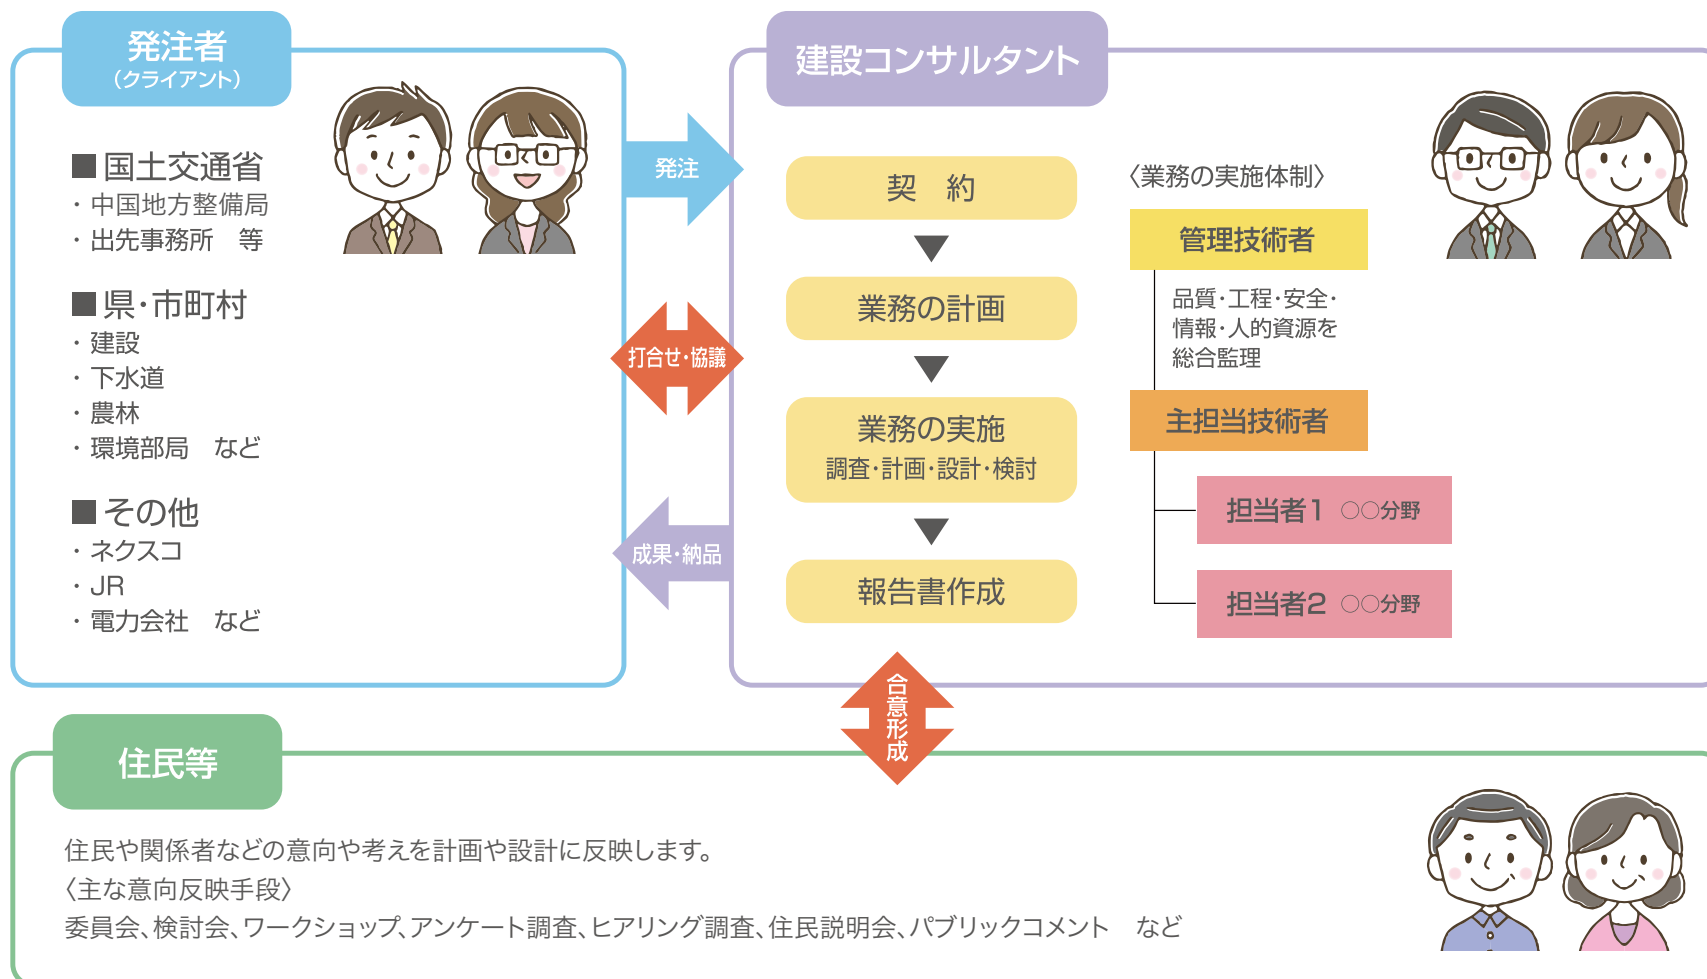 発注者
（クライアント）
■国土交通省
・中国地方整備局
・出先事務所　等
■県・市町村
・建設
・下水道
・農林
・環境部局　など
■その他
・ネクスコ
・JR
・電力会社　など
発注
打合せ・協議
成果・納品
建設コンサルタント
契　約
業務の計画
業務の実施
調査・計画・設計・検討
報告書作成
〈業務の実施体制〉
管理技術者
品質・工程・安全・
情報・人的資源を
総合監理
主担当技術者
担当者1　○○分野
担当者2　○○分野
合意形成
住民等
住民や関係者などの意向や考えを計画や設計に反映します。
〈主な意向反映手段〉
委員会、検討会、ワークショップ、アンケート調査、ヒアリング調査、住民説明会、パブリックコメント　など